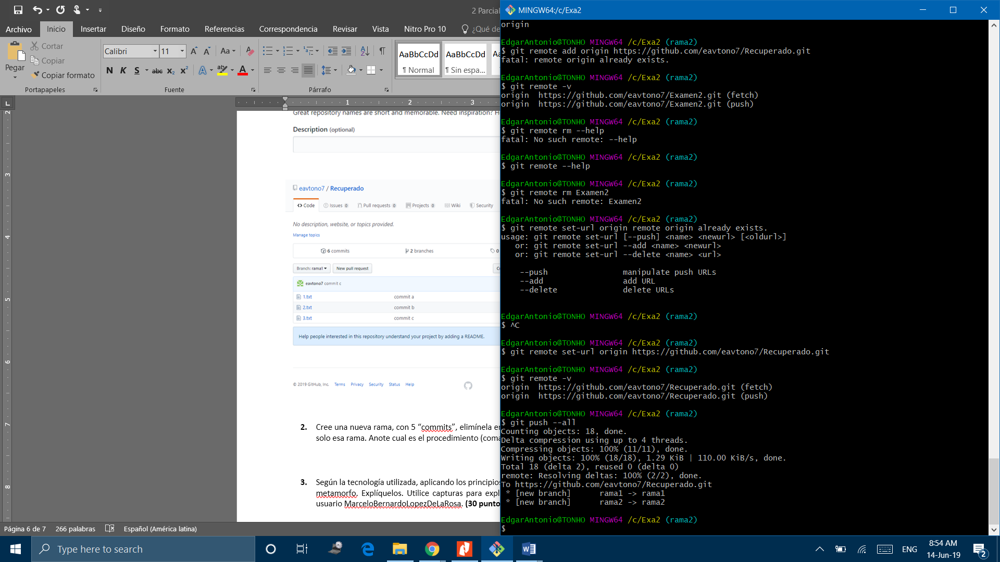 2 Parcial
MINGW64:/c/Exa2
Archivo Inicio Insertar Diseño Formato Referencias Correspondencia Revisar Vista Nitro Pro 10 ¿Qué de
Cortar
Copiar
Copiar formato
Pegar
Portapapeles
Calibri 11
Aa
N K S abc x₂ x²
Fuente
Párrafo
AaBbCcDd AaBbCcDd
¶ Normal ¶ Sin espa...
Great repository names are short and memorable. Need inspiration? H
Description (optional)
eavtono7 / Recuperado
Code Issues 0 Pull requests 0 Projects 0 Wiki Security
No description, website, or topics provided.
Manage topics
6 commits 2 branches 0
Branch: rama1 New pull request
eavtono7 commit c
1.txt commit a
2.txt commit b
3.txt commit c
Help people interested in this repository understand your project by adding a README.
© 2019 GitHub, Inc. Terms Privacy Security Status Help
2. Cree una nueva rama, con 5 “commits”, elimínela en
solo esa rama. Anote cual es el procedimiento (coma
3. Según la tecnología utilizada, aplicando los principios
metamorfo. Explíquelos. Utilice capturas para expl
usuario MarceloBernardoLopezDeLaRosa. (30 punto
Página 6 de 7 266 palabras Español (América latina)
origin
EdgarAntonio@TONHO MINGW64 /c/Exa2 (rama2)
$ git remote add origin https://github.com/eavtono7/Recuperado.git
fatal: remote origin already exists.
EdgarAntonio@TONHO MINGW64 /c/Exa2 (rama2)
$ git remote -v
origin https://github.com/eavtono7/Examen2.git (fetch)
origin https://github.com/eavtono7/Examen2.git (push)
EdgarAntonio@TONHO MINGW64 /c/Exa2 (rama2)
$ git remote rm --help
fatal: No such remote: --help
EdgarAntonio@TONHO MINGW64 /c/Exa2 (rama2)
$ git remote --help
EdgarAntonio@TONHO MINGW64 /c/Exa2 (rama2)
$ git remote rm Examen2
fatal: No such remote: Examen2
EdgarAntonio@TONHO MINGW64 /c/Exa2 (rama2)
$ git remote set-url origin remote origin already exists.
usage: git remote set-url [--push] <name> <newurl> [<oldurl>]
or: git remote set-url --add <name> <newurl>
or: git remote set-url --delete <name> <url>
--push manipulate push URLs
--add add URL
--delete delete URLs
EdgarAntonio@TONHO MINGW64 /c/Exa2 (rama2)
$ ^C
EdgarAntonio@TONHO MINGW64 /c/Exa2 (rama2)
$ git remote set-url origin https://github.com/eavtono7/Recuperado.git
EdgarAntonio@TONHO MINGW64 /c/Exa2 (rama2)
$ git remote -v
origin https://github.com/eavtono7/Recuperado.git (fetch)
origin https://github.com/eavtono7/Recuperado.git (push)
EdgarAntonio@TONHO MINGW64 /c/Exa2 (rama2)
$ git push --all
Counting objects: 18, done.
Delta compression using up to 4 threads.
Compressing objects: 100% (11/11), done.
Writing objects: 100% (18/18), 1.29 KiB | 110.00 KiB/s, done.
Total 18 (delta 2), reused 0 (delta 0)
remote: Resolving deltas: 100% (2/2), done.
To https://github.com/eavtono7/Recuperado.git
* [new branch] rama1 -> rama1
* [new branch] rama2 -> rama2
EdgarAntonio@TONHO MINGW64 /c/Exa2 (rama2)
$
Type here to search
ENG
8:54 AM
14-Jun-19
2